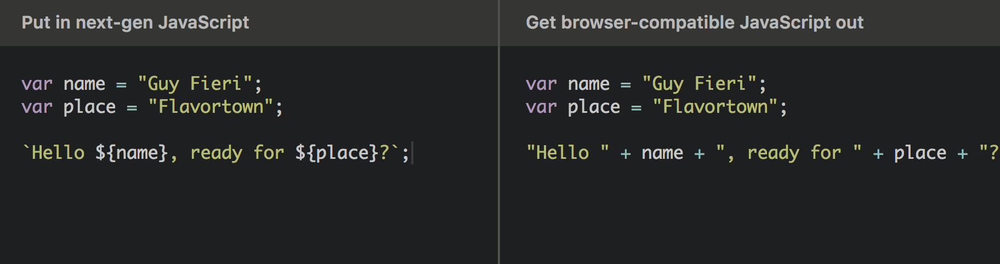 Put in next-gen JavaScript
var name = "Guy Fieri";
var place = "Flavortown";
`Hello ${name}, ready for ${place}?`;
Get browser-compatible JavaScript out
var name = "Guy Fieri";
var place = "Flavortown";
"Hello " + name + ", ready for " + place + "?